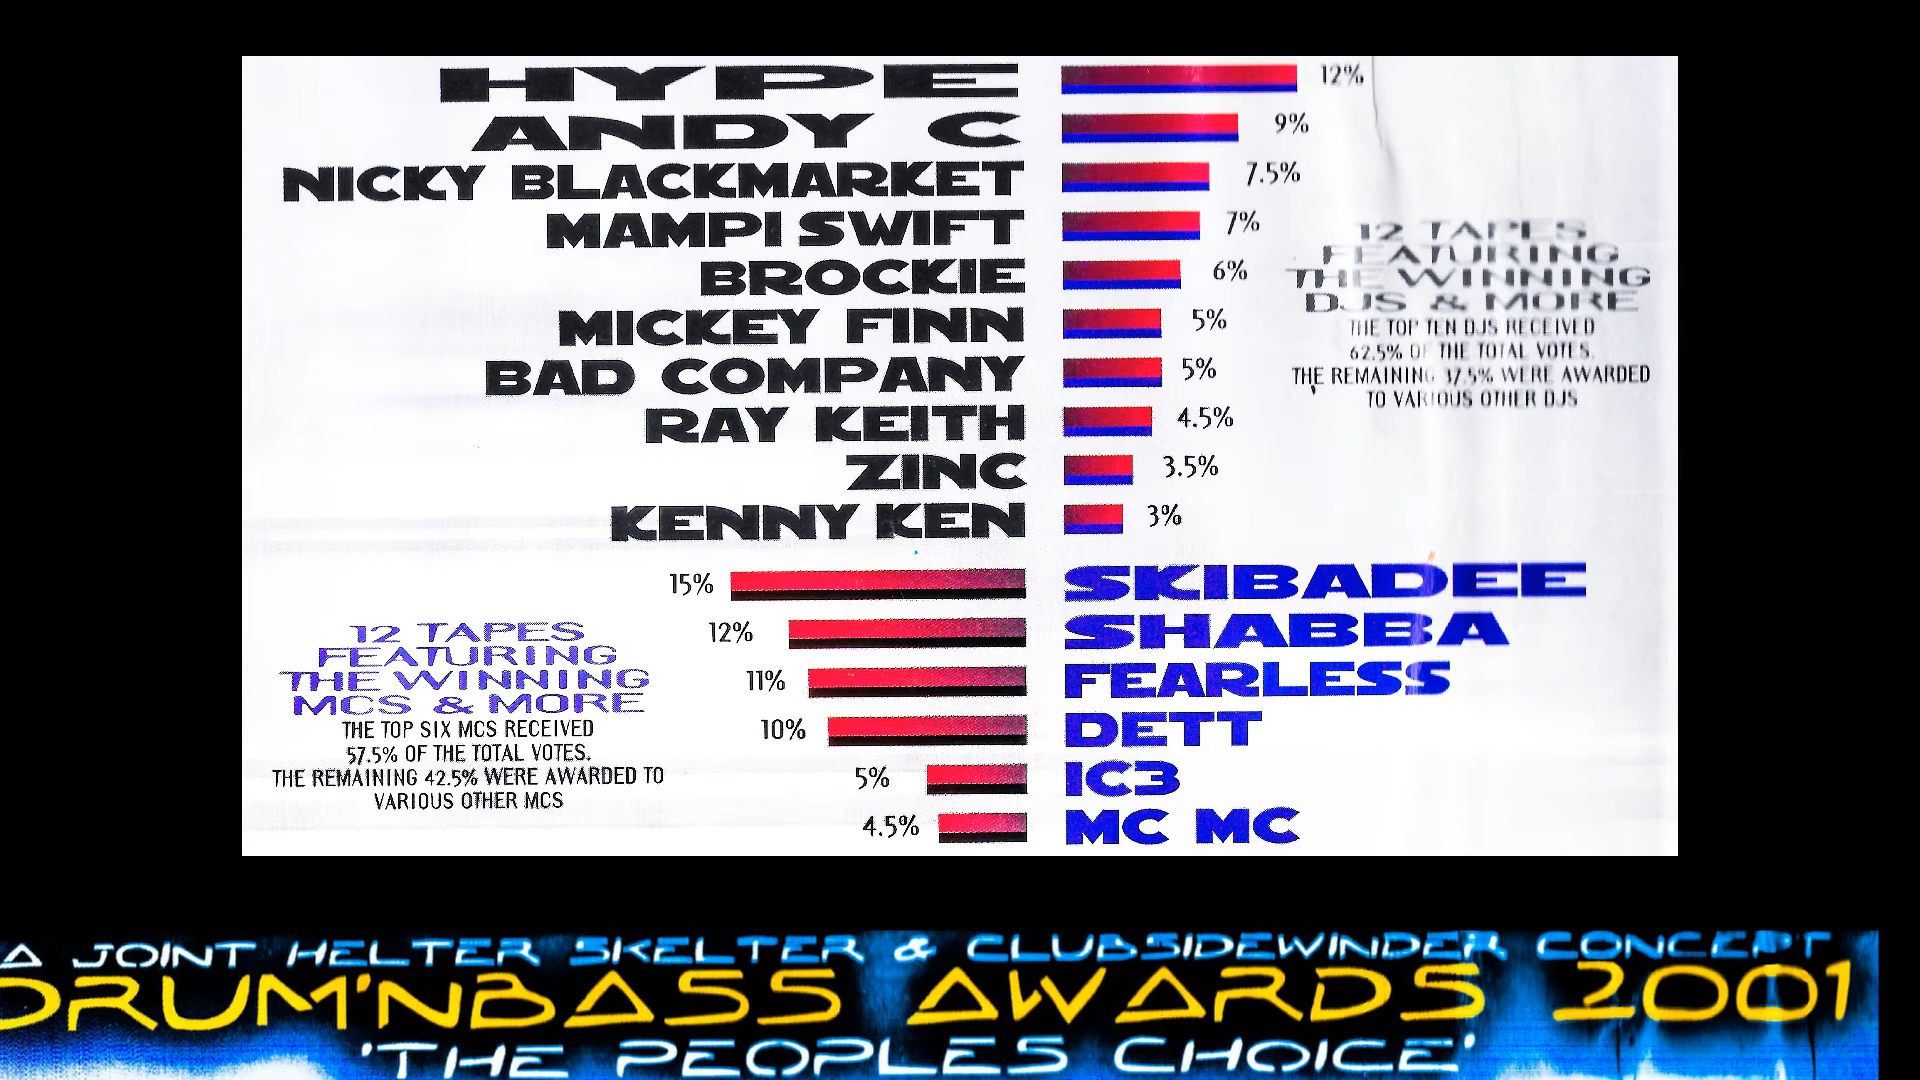 HYPE 12%
ANDY C 9%
NICKY BLACKMARKET 7.5%
MAMPI SWIFT 7%
BROCKIE 6%
MICKEY FINN 5%
BAD COMPANY 5%
RAY KEITH 4.5%
ZINC 3.5%
KENNY KEN 3%
12 TAPES
FEATURING
THE WINNING
DJS & MORE
THE TOP TEN DJS RECEIVED
62.5% OF THE TOTAL VOTES.
THE REMAINING 37.5% WERE AWARDED
TO VARIOUS OTHER DJS
15% SKIBADEE
12% SHABBA
11% FEARLESS
10% DETT
5% IC3
4.5% MC MC
12 TAPES
FEATURING
THE WINNING
MCS & MORE
THE TOP SIX MCS RECEIVED
57.5% OF THE TOTAL VOTES.
THE REMAINING 42.5% WERE AWARDED TO
VARIOUS OTHER MCS
A JOINT HELTER SKELTER & CLUBSIDEWINDER CONCEPT
DRUM'NBASS AWARDS 2001
'THE PEOPLES CHOICE'